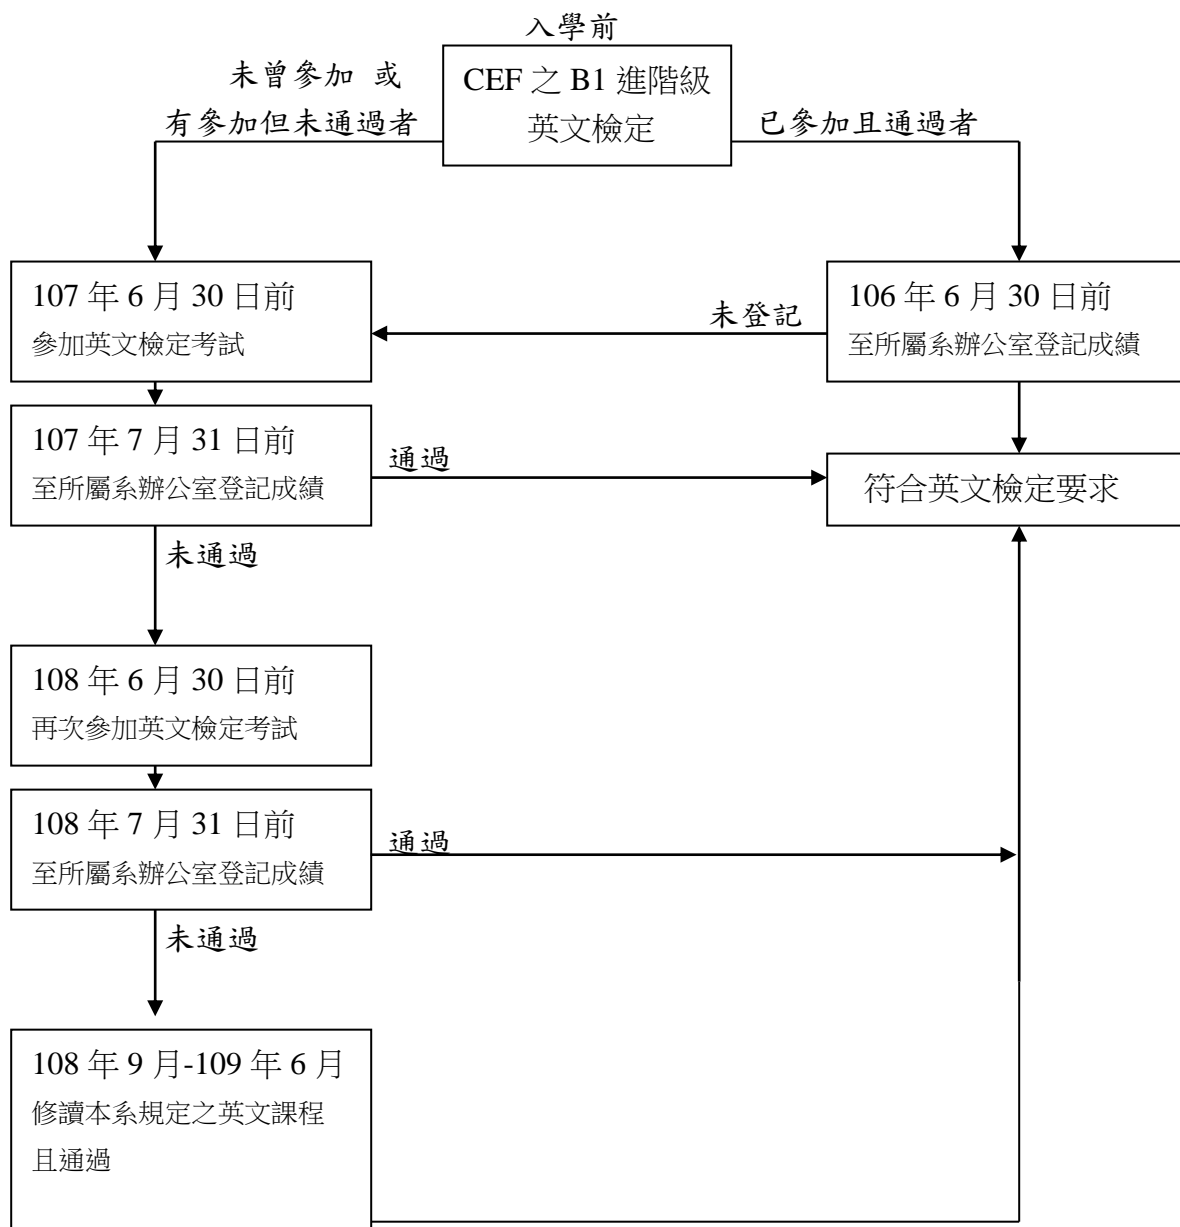 入學前
CEF 之 B1 進階級
英文檢定
未曾參加 或
有參加但未通過者
已參加且通過者
107 年 6 月 30 日前
參加英文檢定考試
未登記
106 年 6 月 30 日前
至所屬系辦公室登記成績
107 年 7 月 31 日前
至所屬系辦公室登記成績
通過
符合英文檢定要求
未通過
108 年 6 月 30 日前
再次參加英文檢定考試
108 年 7 月 31 日前
至所屬系辦公室登記成績
通過
未通過
108 年 9 月-109 年 6 月
修讀本系規定之英文課程
且通過